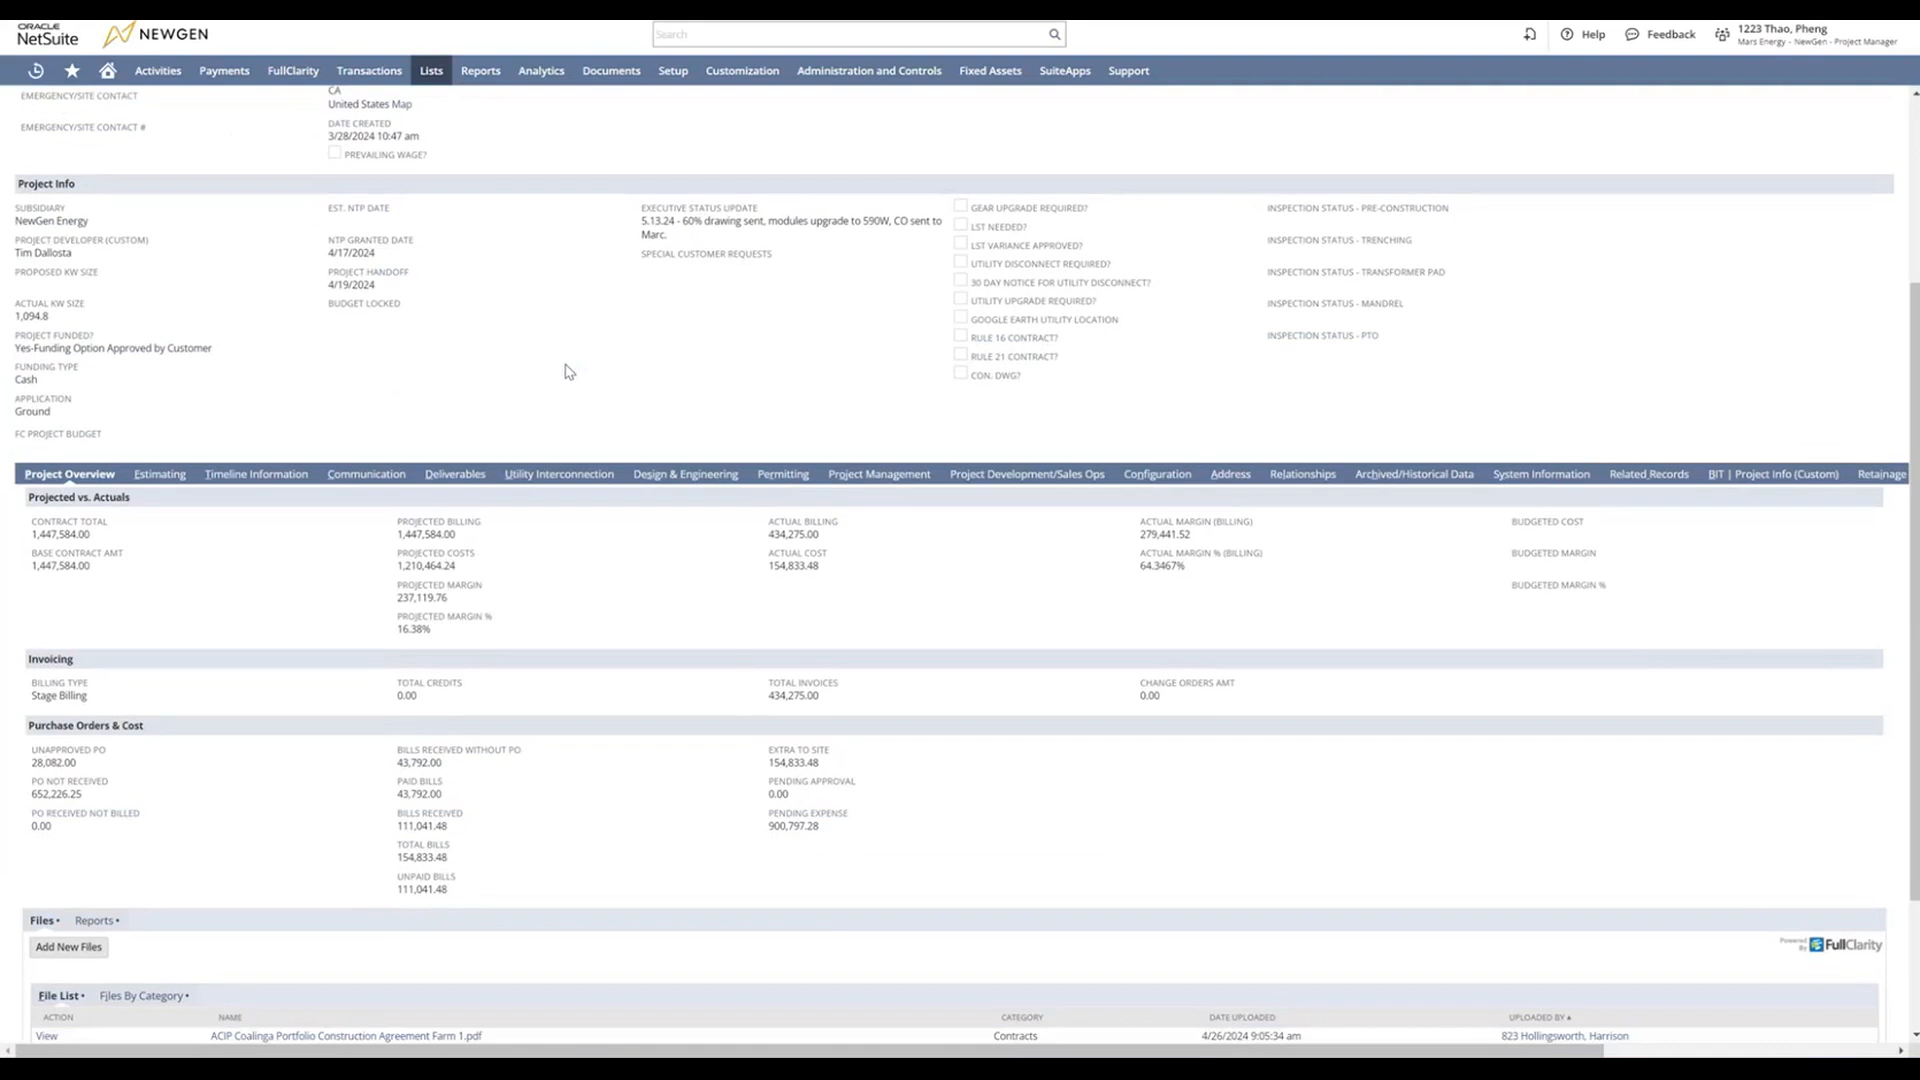 ORACLE
NetSuite
NEWGEN
Search
Help
Feedback
1223 Thao, Pheng
Mars Energy - NewGen - Project Manager
Activities Payments FullClarity Transactions Lists Reports Analytics Documents Setup Customization Administration and Controls Fixed Assets SuiteApps Support
EMERGENCY/SITE CONTACT
EMERGENCY/SITE CONTACT #
CA
United States Map
DATE CREATED
3/28/2024 10:47 am
PREVAILING WAGE?
Project Info
SUBSIDIARY
NewGen Energy
PROJECT DEVELOPER (CUSTOM)
Tim Dallosta
PROPOSED KW SIZE
ACTUAL KW SIZE
1,094.8
PROJECT FUNDED?
Yes-Funding Option Approved by Customer
FUNDING TYPE
Cash
APPLICATION
Ground
FC PROJECT BUDGET
EST. NTP DATE
NTP GRANTED DATE
4/17/2024
PROJECT HANDOFF
4/19/2024
BUDGET LOCKED
EXECUTIVE STATUS UPDATE
5.13.24 - 60% drawing sent, modules upgrade to 590W, CO sent to
Marc.
SPECIAL CUSTOMER REQUESTS
GEAR UPGRADE REQUIRED?
LST NEEDED?
LST VARIANCE APPROVED?
UTILITY DISCONNECT REQUIRED?
30 DAY NOTICE FOR UTILITY DISCONNECT?
UTILITY UPGRADE REQUIRED?
GOOGLE EARTH UTILITY LOCATION
RULE 16 CONTRACT?
RULE 21 CONTRACT?
CON. DWG?
INSPECTION STATUS - PRE-CONSTRUCTION
INSPECTION STATUS - TRENCHING
INSPECTION STATUS - TRANSFORMER PAD
INSPECTION STATUS - MANDREL
INSPECTION STATUS - PTO
Project Overview Estimating Timeline Information Communication Deliverables Utility Interconnection Design & Engineering Permitting Project Management Project Development/Sales Ops Configuration Address Relationships Archived/Historical Data System Information Related Records BIT | Project Info (Custom) Retainage
Projected vs. Actuals
CONTRACT TOTAL
1,447,584.00
BASE CONTRACT AMT
1,447,584.00
PROJECTED BILLING
1,447,584.00
PROJECTED COSTS
1,210,464.24
PROJECTED MARGIN
237,119.76
PROJECTED MARGIN %
16.38%
ACTUAL BILLING
434,275.00
ACTUAL COST
154,833.48
ACTUAL MARGIN (BILLING)
279,441.52
ACTUAL MARGIN % (BILLING)
64.3467%
BUDGETED COST
BUDGETED MARGIN
BUDGETED MARGIN %
Invoicing
BILLING TYPE
Stage Billing
TOTAL CREDITS
0.00
TOTAL INVOICES
434,275.00
CHANGE ORDERS AMT
0.00
Purchase Orders & Cost
UNAPPROVED PO
28,082.00
PO NOT RECEIVED
652,226.25
PO RECEIVED NOT BILLED
0.00
BILLS RECEIVED WITHOUT PO
43,792.00
PAID BILLS
43,792.00
BILLS RECEIVED
111,041.48
TOTAL BILLS
154,833.48
UNPAID BILLS
111,041.48
EXTRA TO SITE
154,833.48
PENDING APPROVAL
0.00
PENDING EXPENSE
900,797.28
Files • Reports •
Add New Files
Powered By FullClarity
File List • Files By Category •
ACTION NAME CATEGORY DATE UPLOADED UPLOADED BY ▲
View ACIP Coalinga Portfolio Construction Agreement Farm 1.pdf Contracts 4/26/2024 9:05:34 am 823 Hollingsworth, Harrison